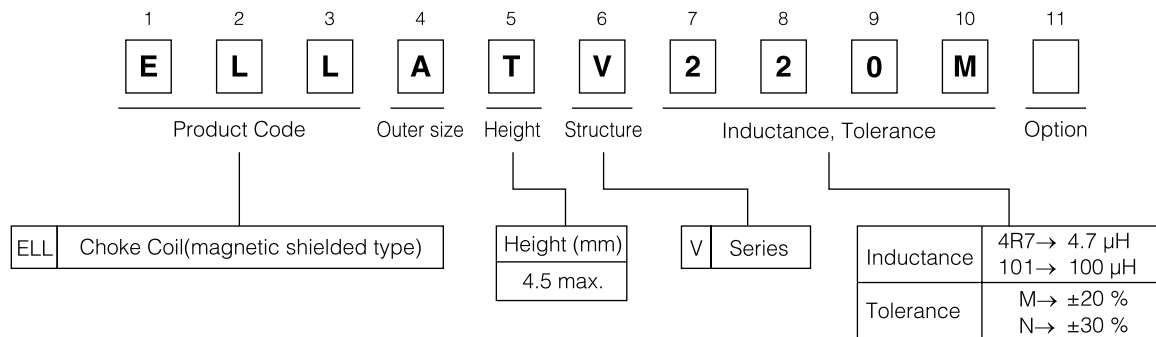 1 2 3 4 5 6 7 8 9 10 11
E L L A T V 2 2 0 M
Product Code Outer size Height Structure Inductance, Tolerance Option
ELL Choke Coil(magnetic shielded type)
Height (mm)
4.5 max.
V Series
Inductance 4R7→ 4.7 µH
101→ 100 µH
Tolerance M→ ±20 %
N→ ±30 %